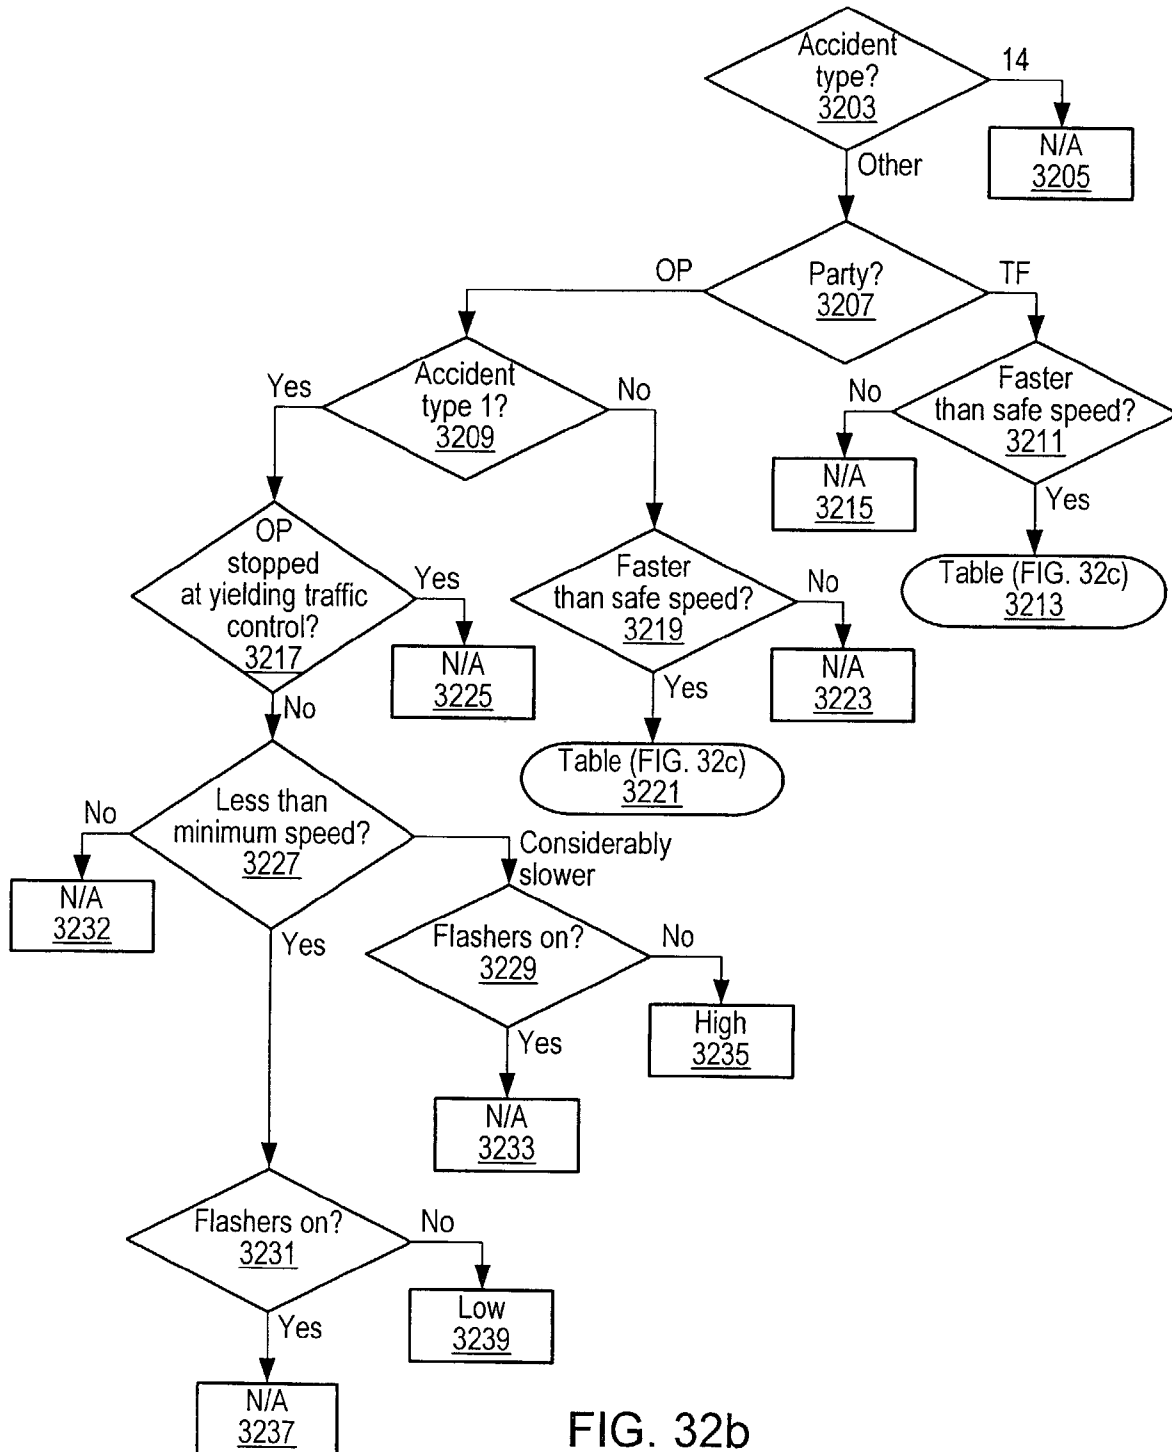 Accident
type?
3203
14
N/A
3205
Other
OP
Party?
3207
TF
Yes
Accident
type 1?
3209
No
No
Faster
than safe speed?
3211
N/A
3215
Yes
Table (FIG. 32c)
3213
OP
stopped
at yielding traffic
control?
3217
Yes
N/A
3225
Faster
than safe speed?
3219
No
N/A
3223
Yes
Table (FIG. 32c)
3221
No
Less than
minimum speed?
3227
No
N/A
3232
Considerably
slower
Yes
Flashers on?
3229
No
High
3235
Yes
N/A
3233
Flashers on?
3231
No
Low
3239
Yes
N/A
3237
FIG. 32b